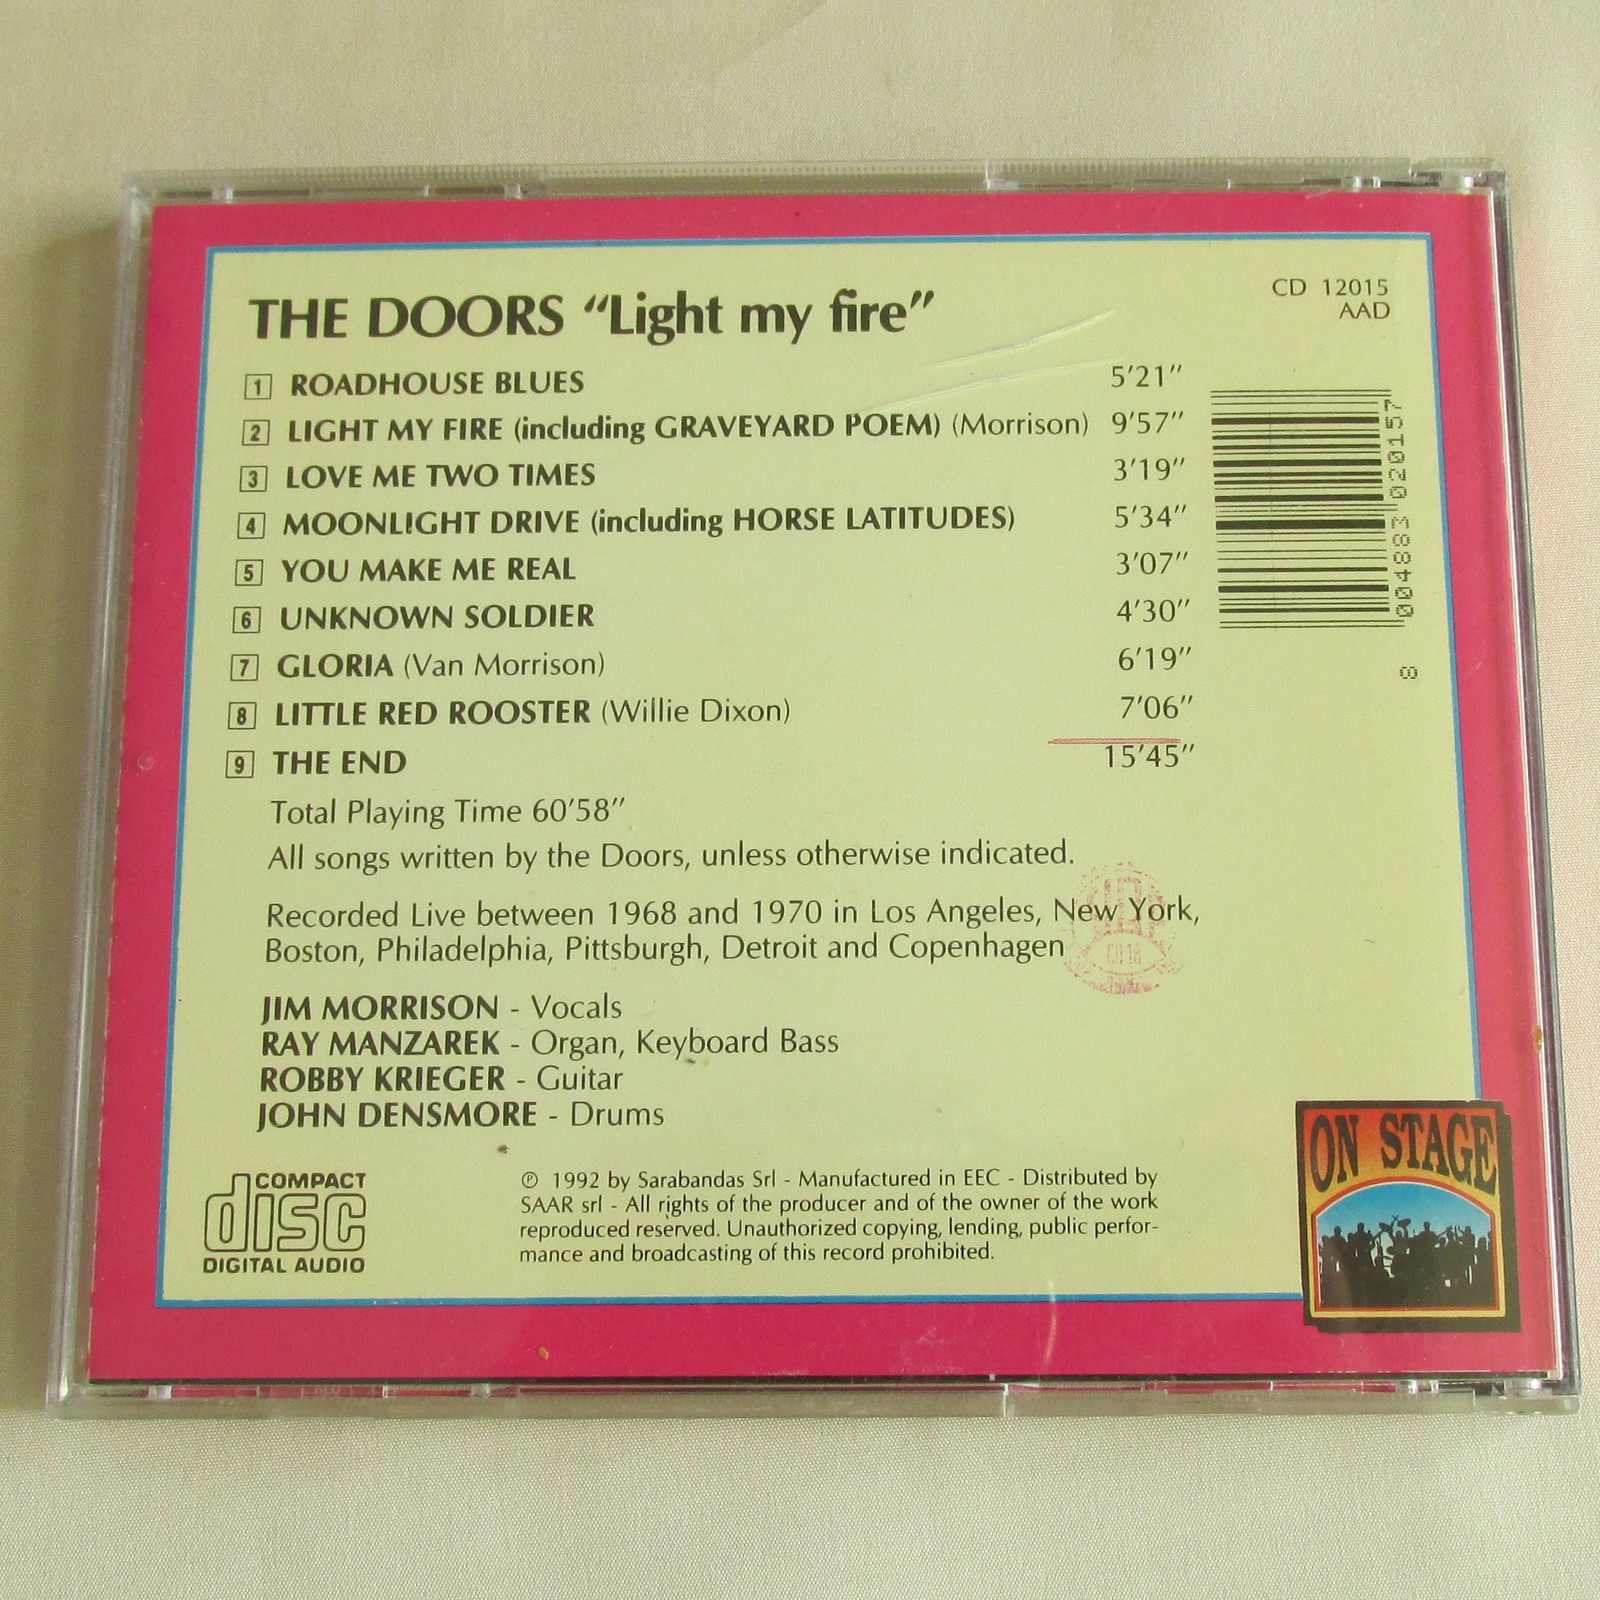 THE DOORS "Light my fire"
CD 12015
AAD
1 ROADHOUSE BLUES 5'21"
2 LIGHT MY FIRE (including GRAVEYARD POEM) (Morrison) 9'57"
3 LOVE ME TWO TIMES 3'19"
4 MOONLIGHT DRIVE (including HORSE LATITUDES) 5'34"
5 YOU MAKE ME REAL 3'07"
6 UNKNOWN SOLDIER 4'30"
7 GLORIA (Van Morrison) 6'19"
8 LITTLE RED ROOSTER (Willie Dixon) 7'06"
9 THE END 15'45"
8 004883 020157
Total Playing Time 60'58"
All songs written by the Doors, unless otherwise indicated.
Recorded Live between 1968 and 1970 in Los Angeles, New York,
Boston, Philadelphia, Pittsburgh, Detroit and Copenhagen
JIM MORRISON - Vocals
RAY MANZAREK - Organ, Keyboard Bass
ROBBY KRIEGER - Guitar
JOHN DENSMORE - Drums
COMPACT
disc
DIGITAL AUDIO
℗ 1992 by Sarabandas Srl - Manufactured in EEC - Distributed by
SAAR srl - All rights of the producer and of the owner of the work
reproduced reserved. Unauthorized copying, lending, public perfor-
mance and broadcasting of this record prohibited.
ON STAGE